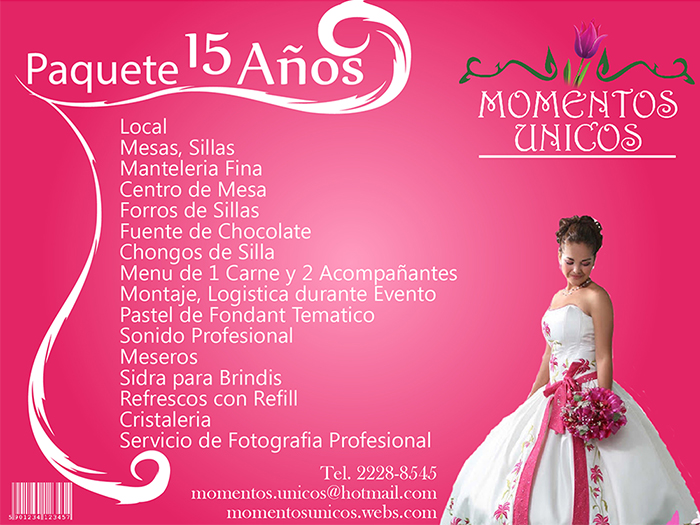 Paquete 15 Años
MOMENTOS
UNICOS
Local
Mesas, Sillas
Manteleria Fina
Centro de Mesa
Forros de Sillas
Fuente de Chocolate
Chongos de Silla
Menu de 1 Carne y 2 Acompañantes
Montaje, Logistica durante Evento
Pastel de Fondant Tematico
Sonido Profesional
Meseros
Sidra para Brindis
Refrescos con Refill
Cristaleria
Servicio de Fotografia Profesional
Tel. 2228-8545
momentos.unicos@hotmail.com
momentosunicos.webs.com
5 901234 123457